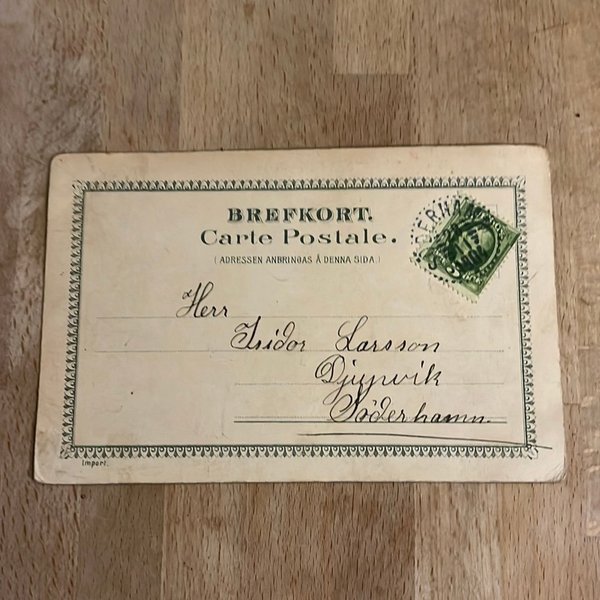 BREFKORT.
Carte Postale.
(ADRESSEN ANBRINGAS Å DENNA SIDA.)
Herr
Isidor Larsson
Djupvik
Söderhamn.
Import.